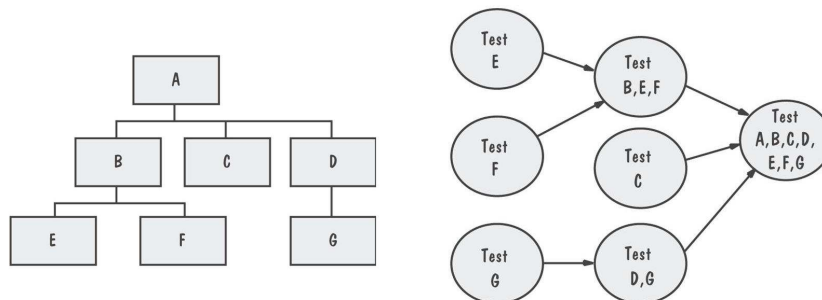 A
B
C
D
E
F
G
Test
E
Test
B,E,F
Test
A,B,C,D,
E,F,G
Test
F
Test
C
Test
G
Test
D,G